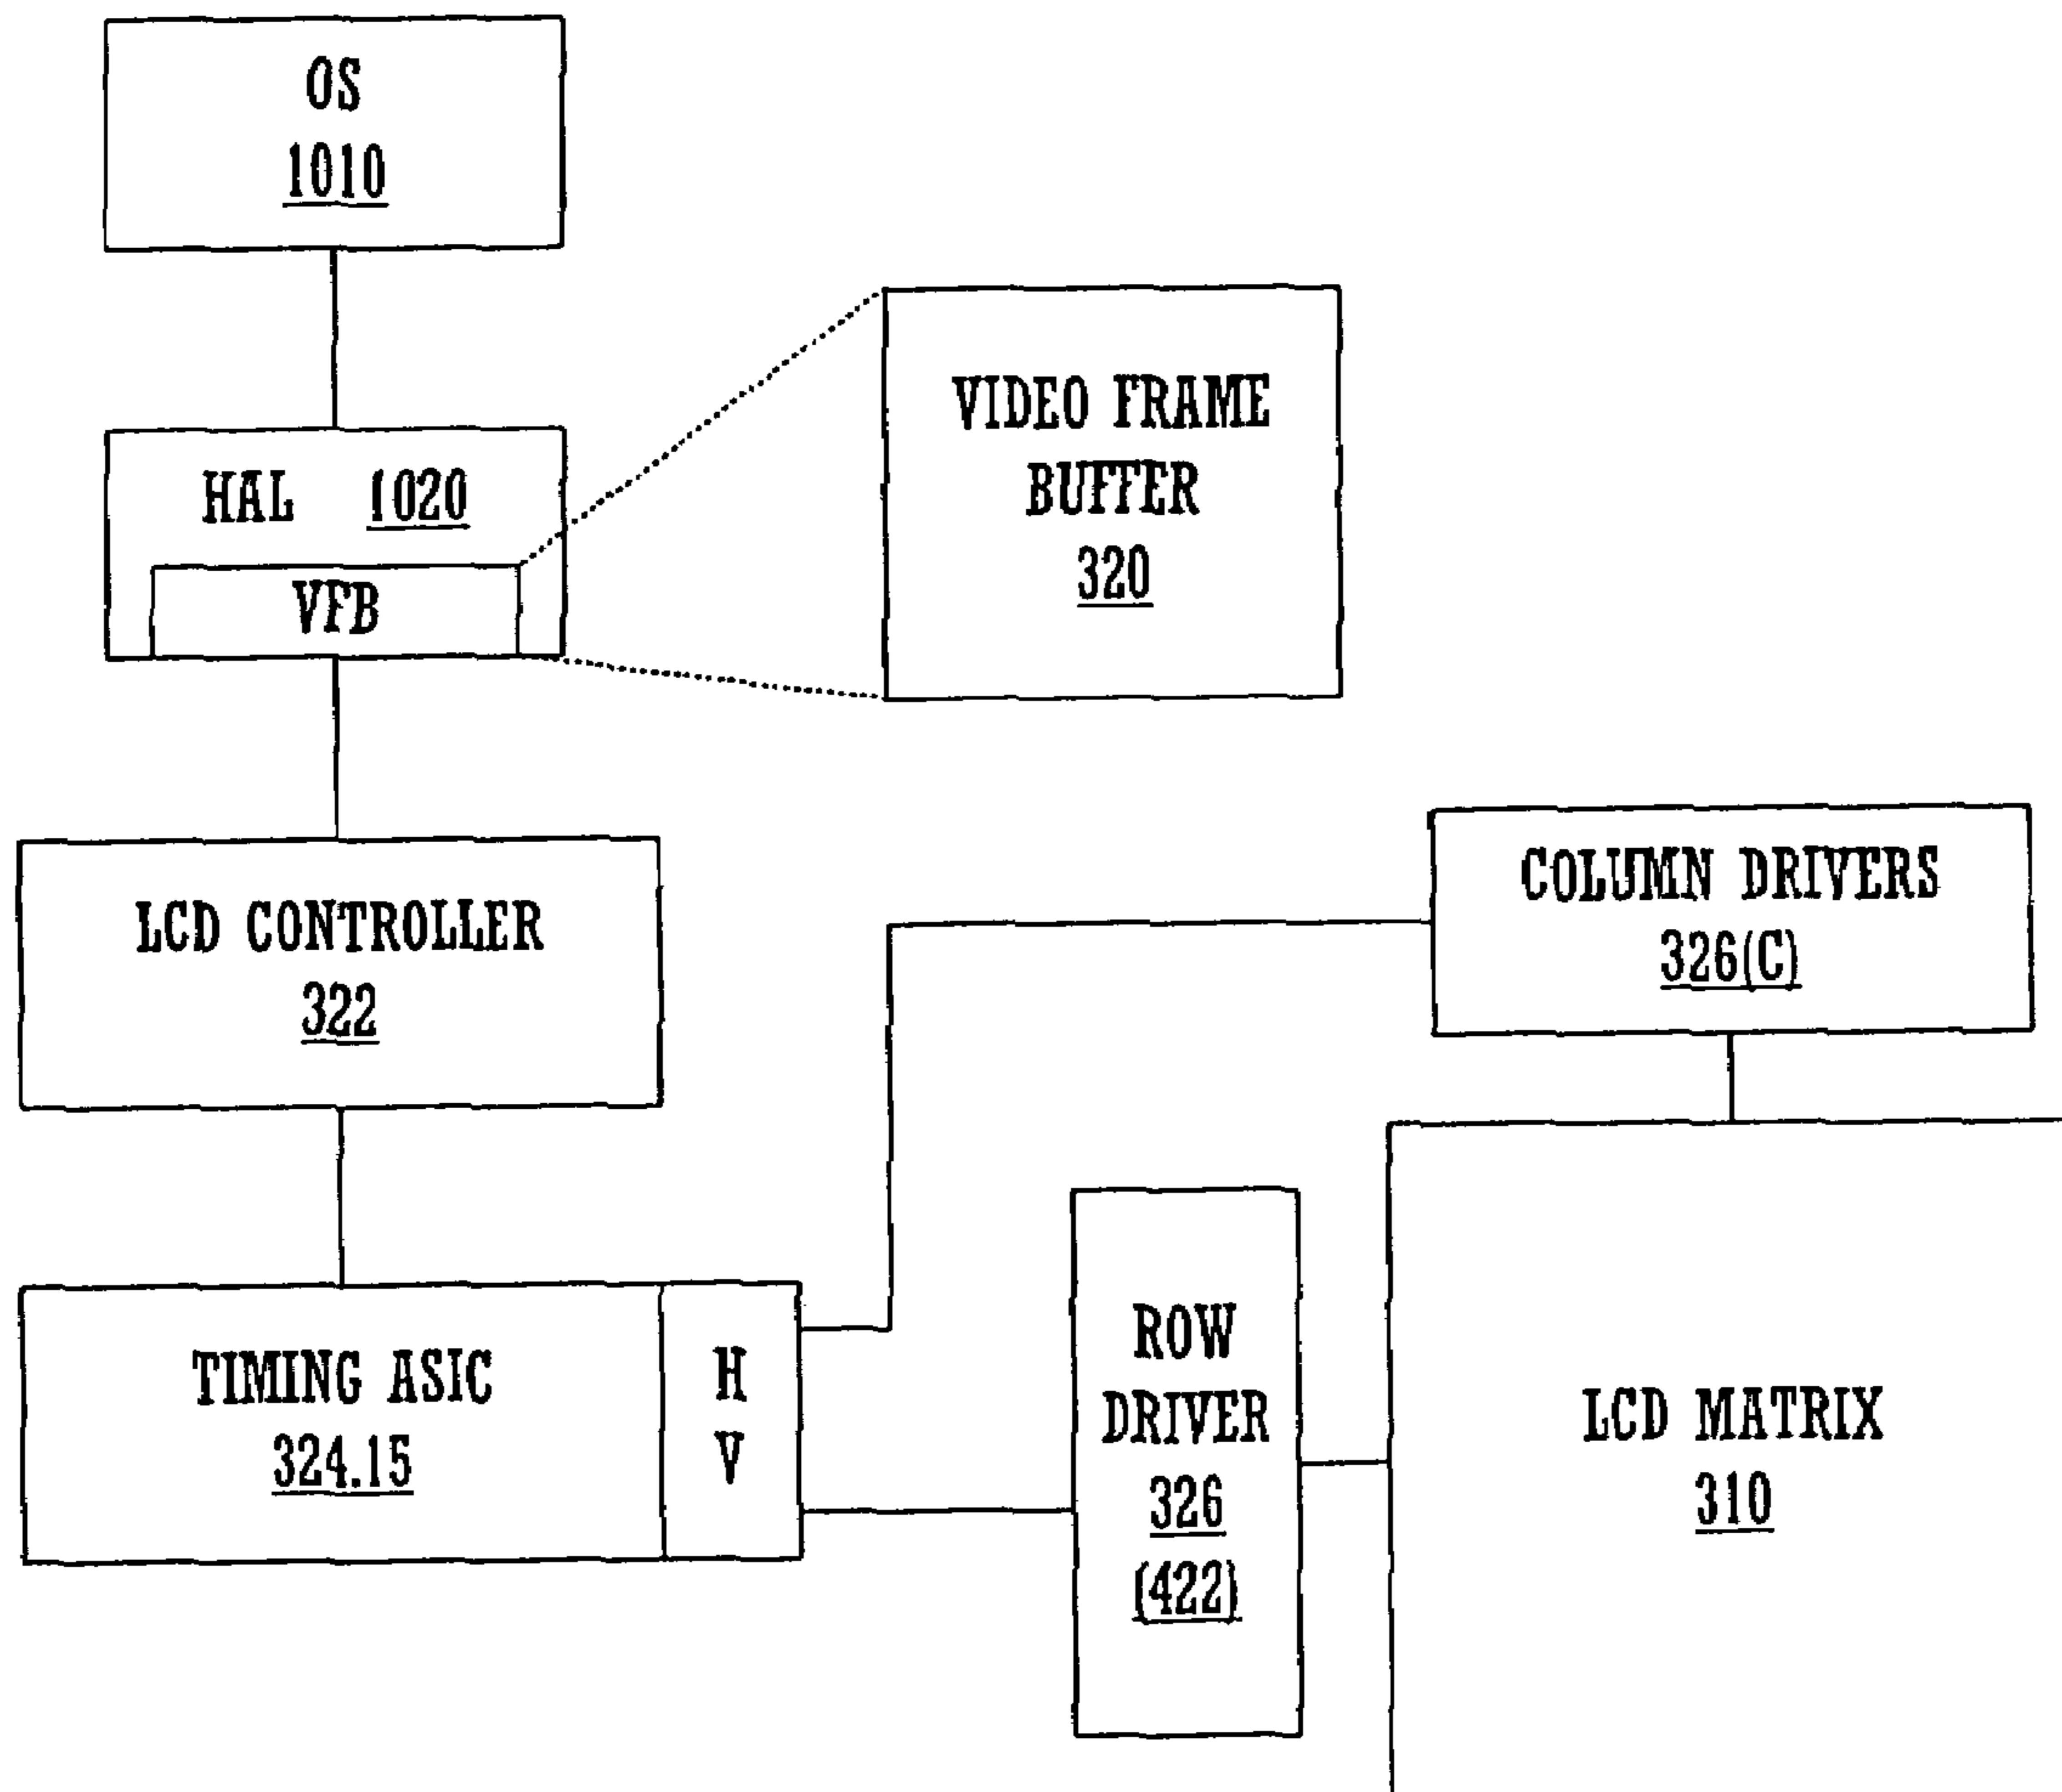 OS
1010
HAL 1020
VFB
VIDEO FRAME
BUFFER
320
LCD CONTROLLER
322
COLUMN DRIVERS
326(C)
TIMING ASIC
324.15
H
V
ROW
DRIVER
326
(422)
LCD MATRIX
310